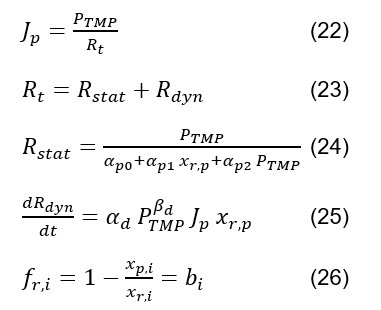 J_p = P_TMP / R_t (22)
R_t = R_stat + R_dyn (23)
R_stat = P_TMP / (α_p0 + α_p1 x_r,p + α_p2 P_TMP) (24)
dR_dyn / dt = α_d P_TMP^β_d J_p x_r,p (25)
f_r,i = 1 − x_p,i / x_r,i = b_i (26)